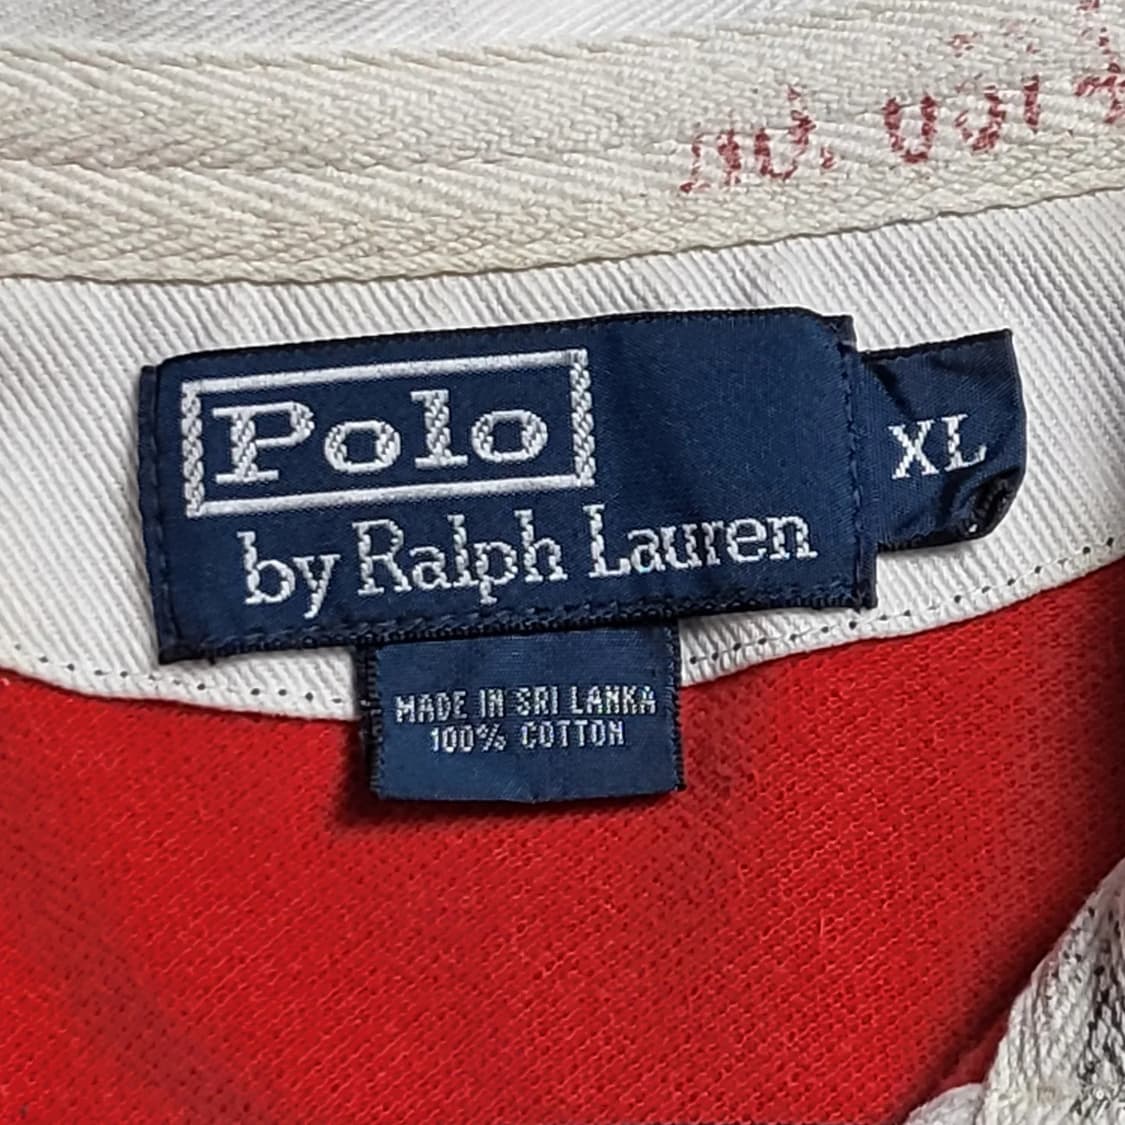 Polo
by Ralph Lauren
XL
MADE IN SRI LANKA
100% COTTON